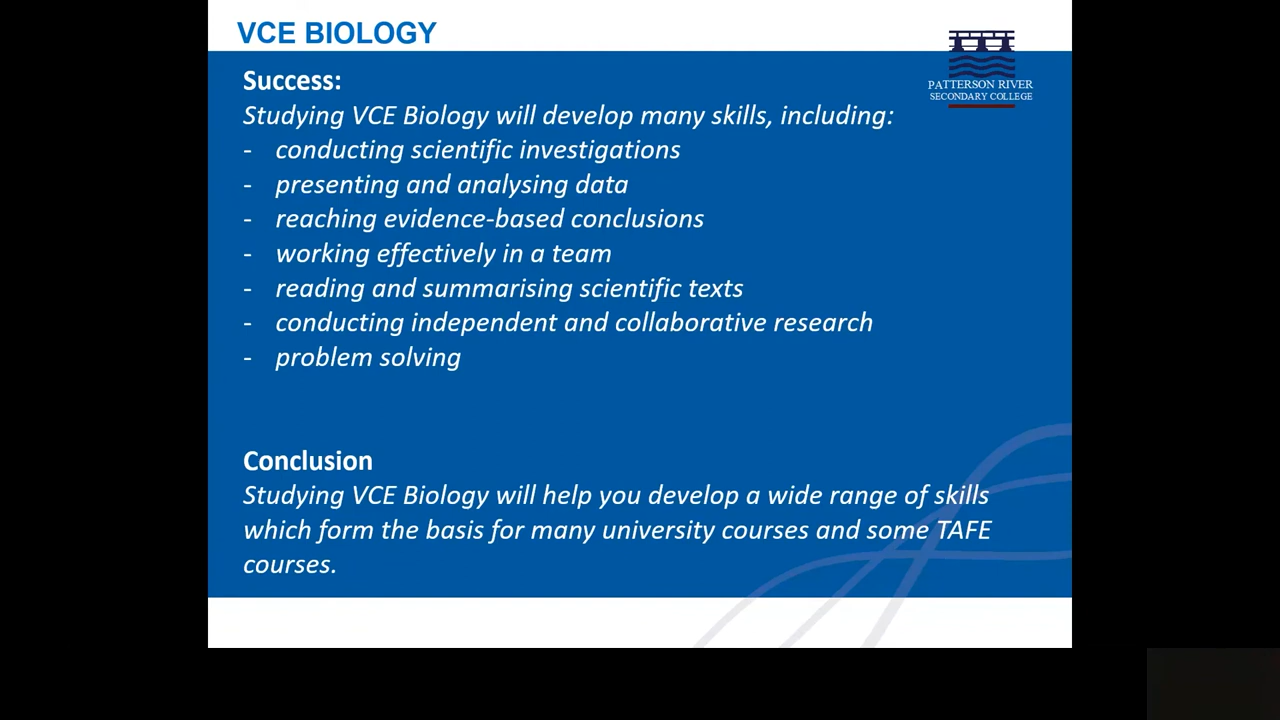 VCE BIOLOGY
PATTERSON RIVER
SECONDARY COLLEGE
Success:
Studying VCE Biology will develop many skills, including:
- conducting scientific investigations
- presenting and analysing data
- reaching evidence-based conclusions
- working effectively in a team
- reading and summarising scientific texts
- conducting independent and collaborative research
- problem solving
Conclusion
Studying VCE Biology will help you develop a wide range of skills
which form the basis for many university courses and some TAFE
courses.